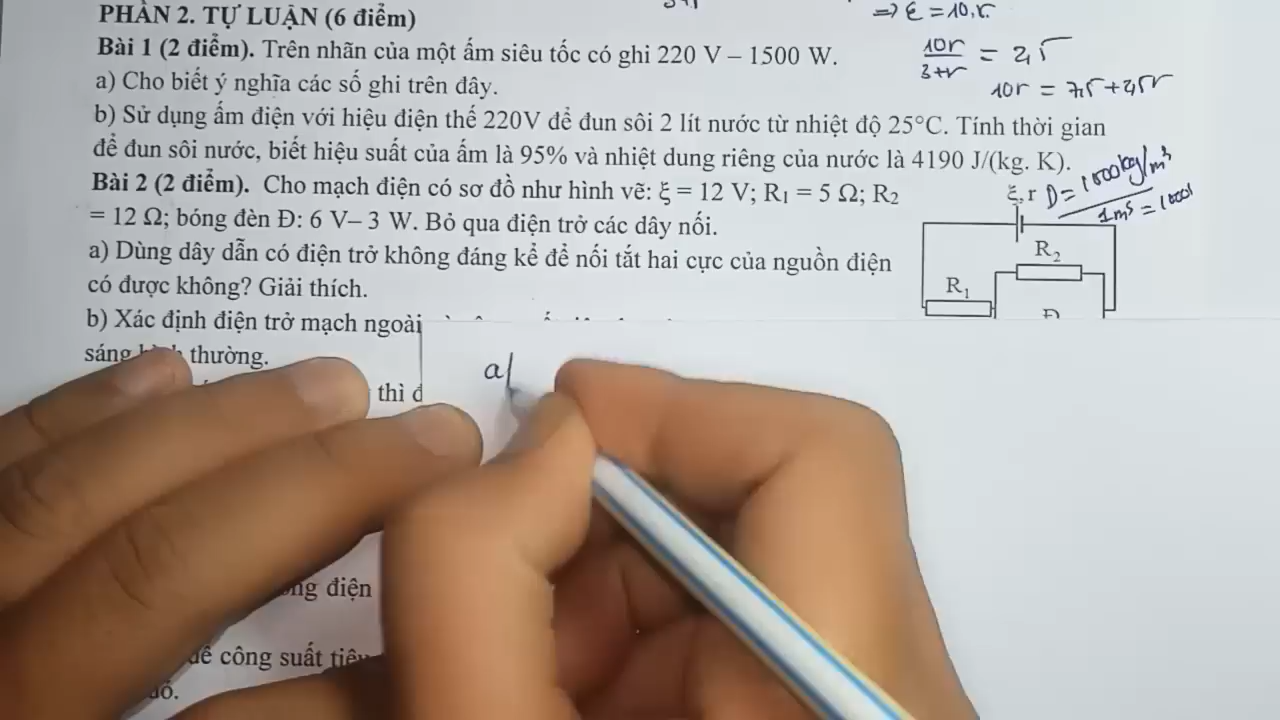 PHẦN 2. TỰ LUẬN (6 điểm)
⇒ ε = 10.r
Bài 1 (2 điểm). Trên nhãn của một ấm siêu tốc có ghi 220 V – 1500 W.
10r/3+r = 2,5
a) Cho biết ý nghĩa các số ghi trên đây.
10r = 7,5 + 2,5r
b) Sử dụng ấm điện với hiệu điện thế 220V để đun sôi 2 lít nước từ nhiệt độ 25°C. Tính thời gian
để đun sôi nước, biết hiệu suất của ấm là 95% và nhiệt dung riêng của nước là 4190 J/(kg. K).
D = 1000kg/m³
1m³ = 1000l
Bài 2 (2 điểm). Cho mạch điện có sơ đồ như hình vẽ: ξ = 12 V; R₁ = 5 Ω; R₂
= 12 Ω; bóng đèn Đ: 6 V– 3 W. Bỏ qua điện trở các dây nối.
ξ,r
R₂
R₁
Đ
a) Dùng dây dẫn có điện trở không đáng kể để nối tắt hai cực của nguồn điện
có được không? Giải thích.
b) Xác định điện trở mạch ngoài
sáng thường.
a/
thì
điện
công suất
đó.